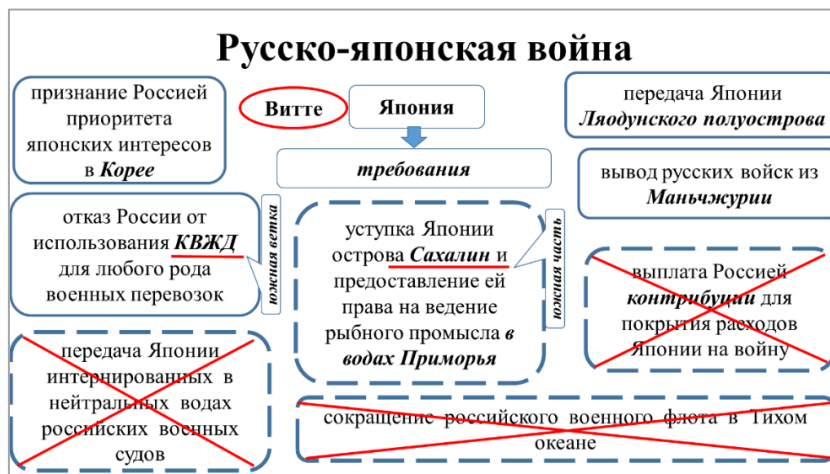 Русско-японская война
признание Россией
приоритета
японских интересов
в Корее
Витте
Япония
требования
передача Японии
Ляодунского полуострова
вывод русских войск из
Маньчжурии
отказ России от
использования КВЖД
для любого рода
военных перевозок
южная ветка
уступка Японии
острова Сахалин и
предоставление ей
права на ведение
рыбного промысла в
водах Приморья
южная часть
выплата Россией
контрибуции для
покрытия расходов
Японии на войну
передача Японии
интернированных в
нейтральных водах
российских военных
судов
сокращение российского военного флота в Тихом
океане